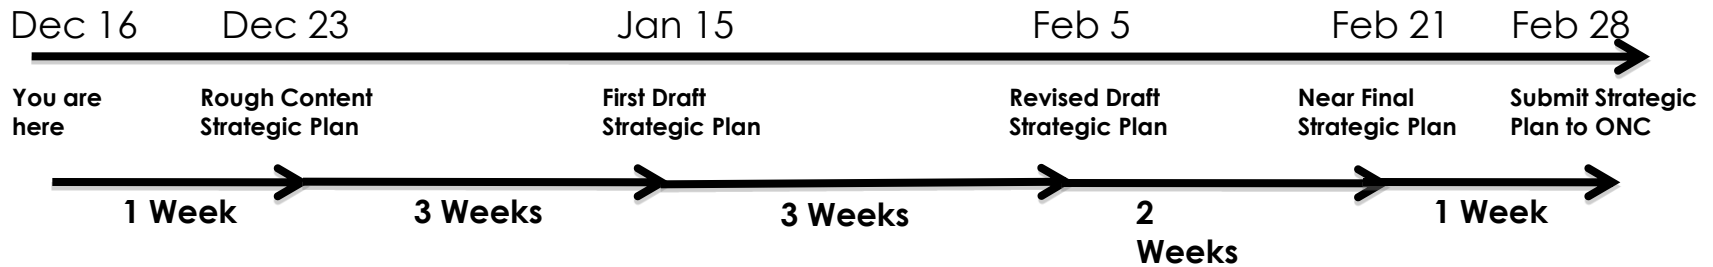 Dec 16 Dec 23 Jan 15 Feb 5 Feb 21 Feb 28
You are
here
Rough Content
Strategic Plan
First Draft
Strategic Plan
Revised Draft
Strategic Plan
Near Final
Strategic Plan
Submit Strategic
Plan to ONC
1 Week
3 Weeks
3 Weeks
2
Weeks
1 Week